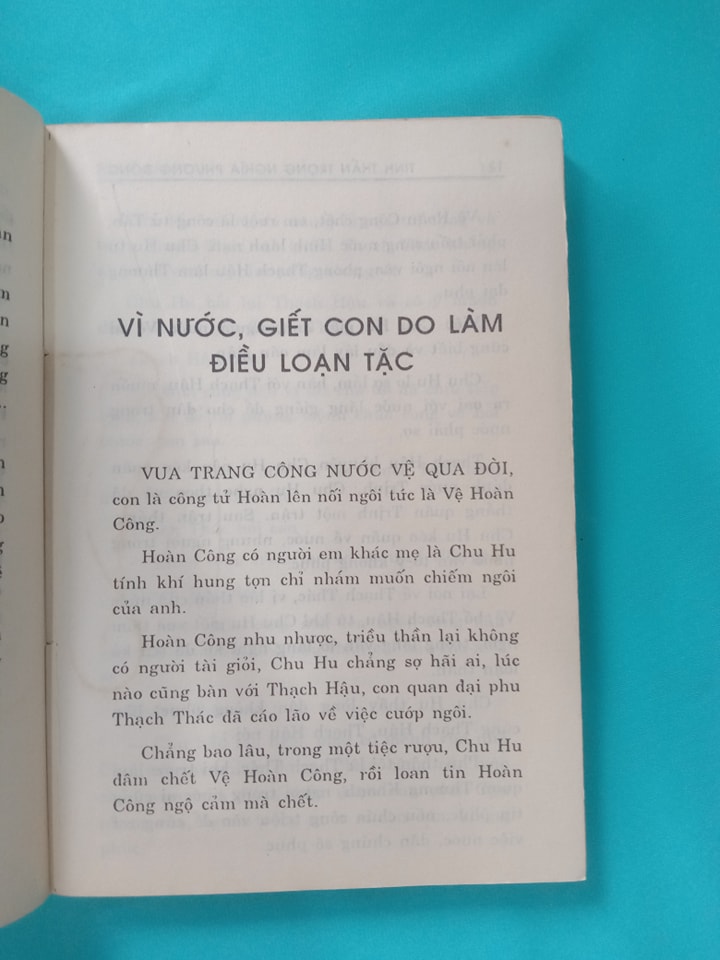 VÌ NƯỚC, GIẾT CON DO LÀM
ĐIỀU LOẠN TẶC
VUA TRANG CÔNG NƯỚC VỆ QUA ĐỜI,
con là công tử Hoàn lên nối ngôi tức là Vệ Hoàn
Công.
Hoàn Công có người em khác mẹ là Chu Hu
tính khí hung tợn chỉ nhám muốn chiếm ngôi
của anh.
Hoàn Công nhu nhược, triều thần lại không
có người tài giỏi, Chu Hu chẳng sợ hãi ai, lúc
nào cũng bàn với Thạch Hậu, con quan đại phu
Thạch Thác đã cáo lão về việc cướp ngôi.
Chẳng bao lâu, trong một tiệc rượu, Chu Hu
đâm chết Vệ Hoàn Công, rồi loan tin Hoàn
Công ngộ cảm mà chết.